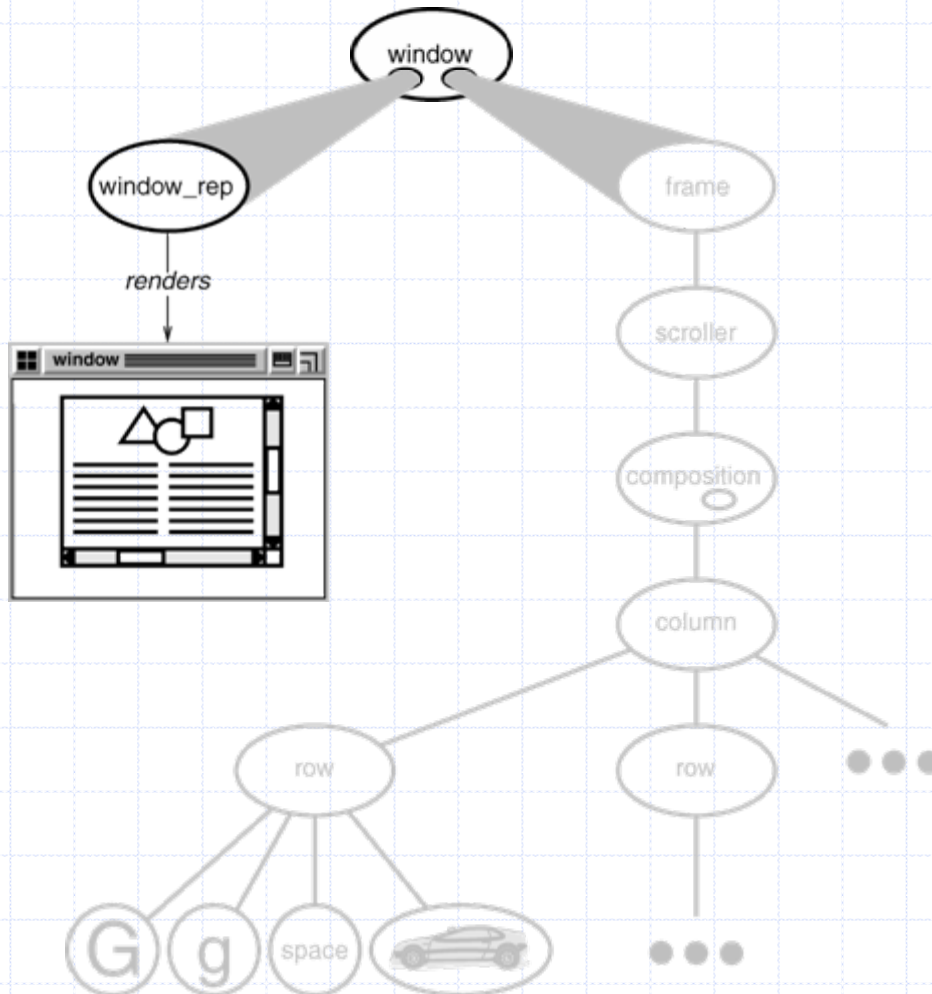 window
window_rep
frame
renders
scroller
window
composition
column
row
row
G
g
space